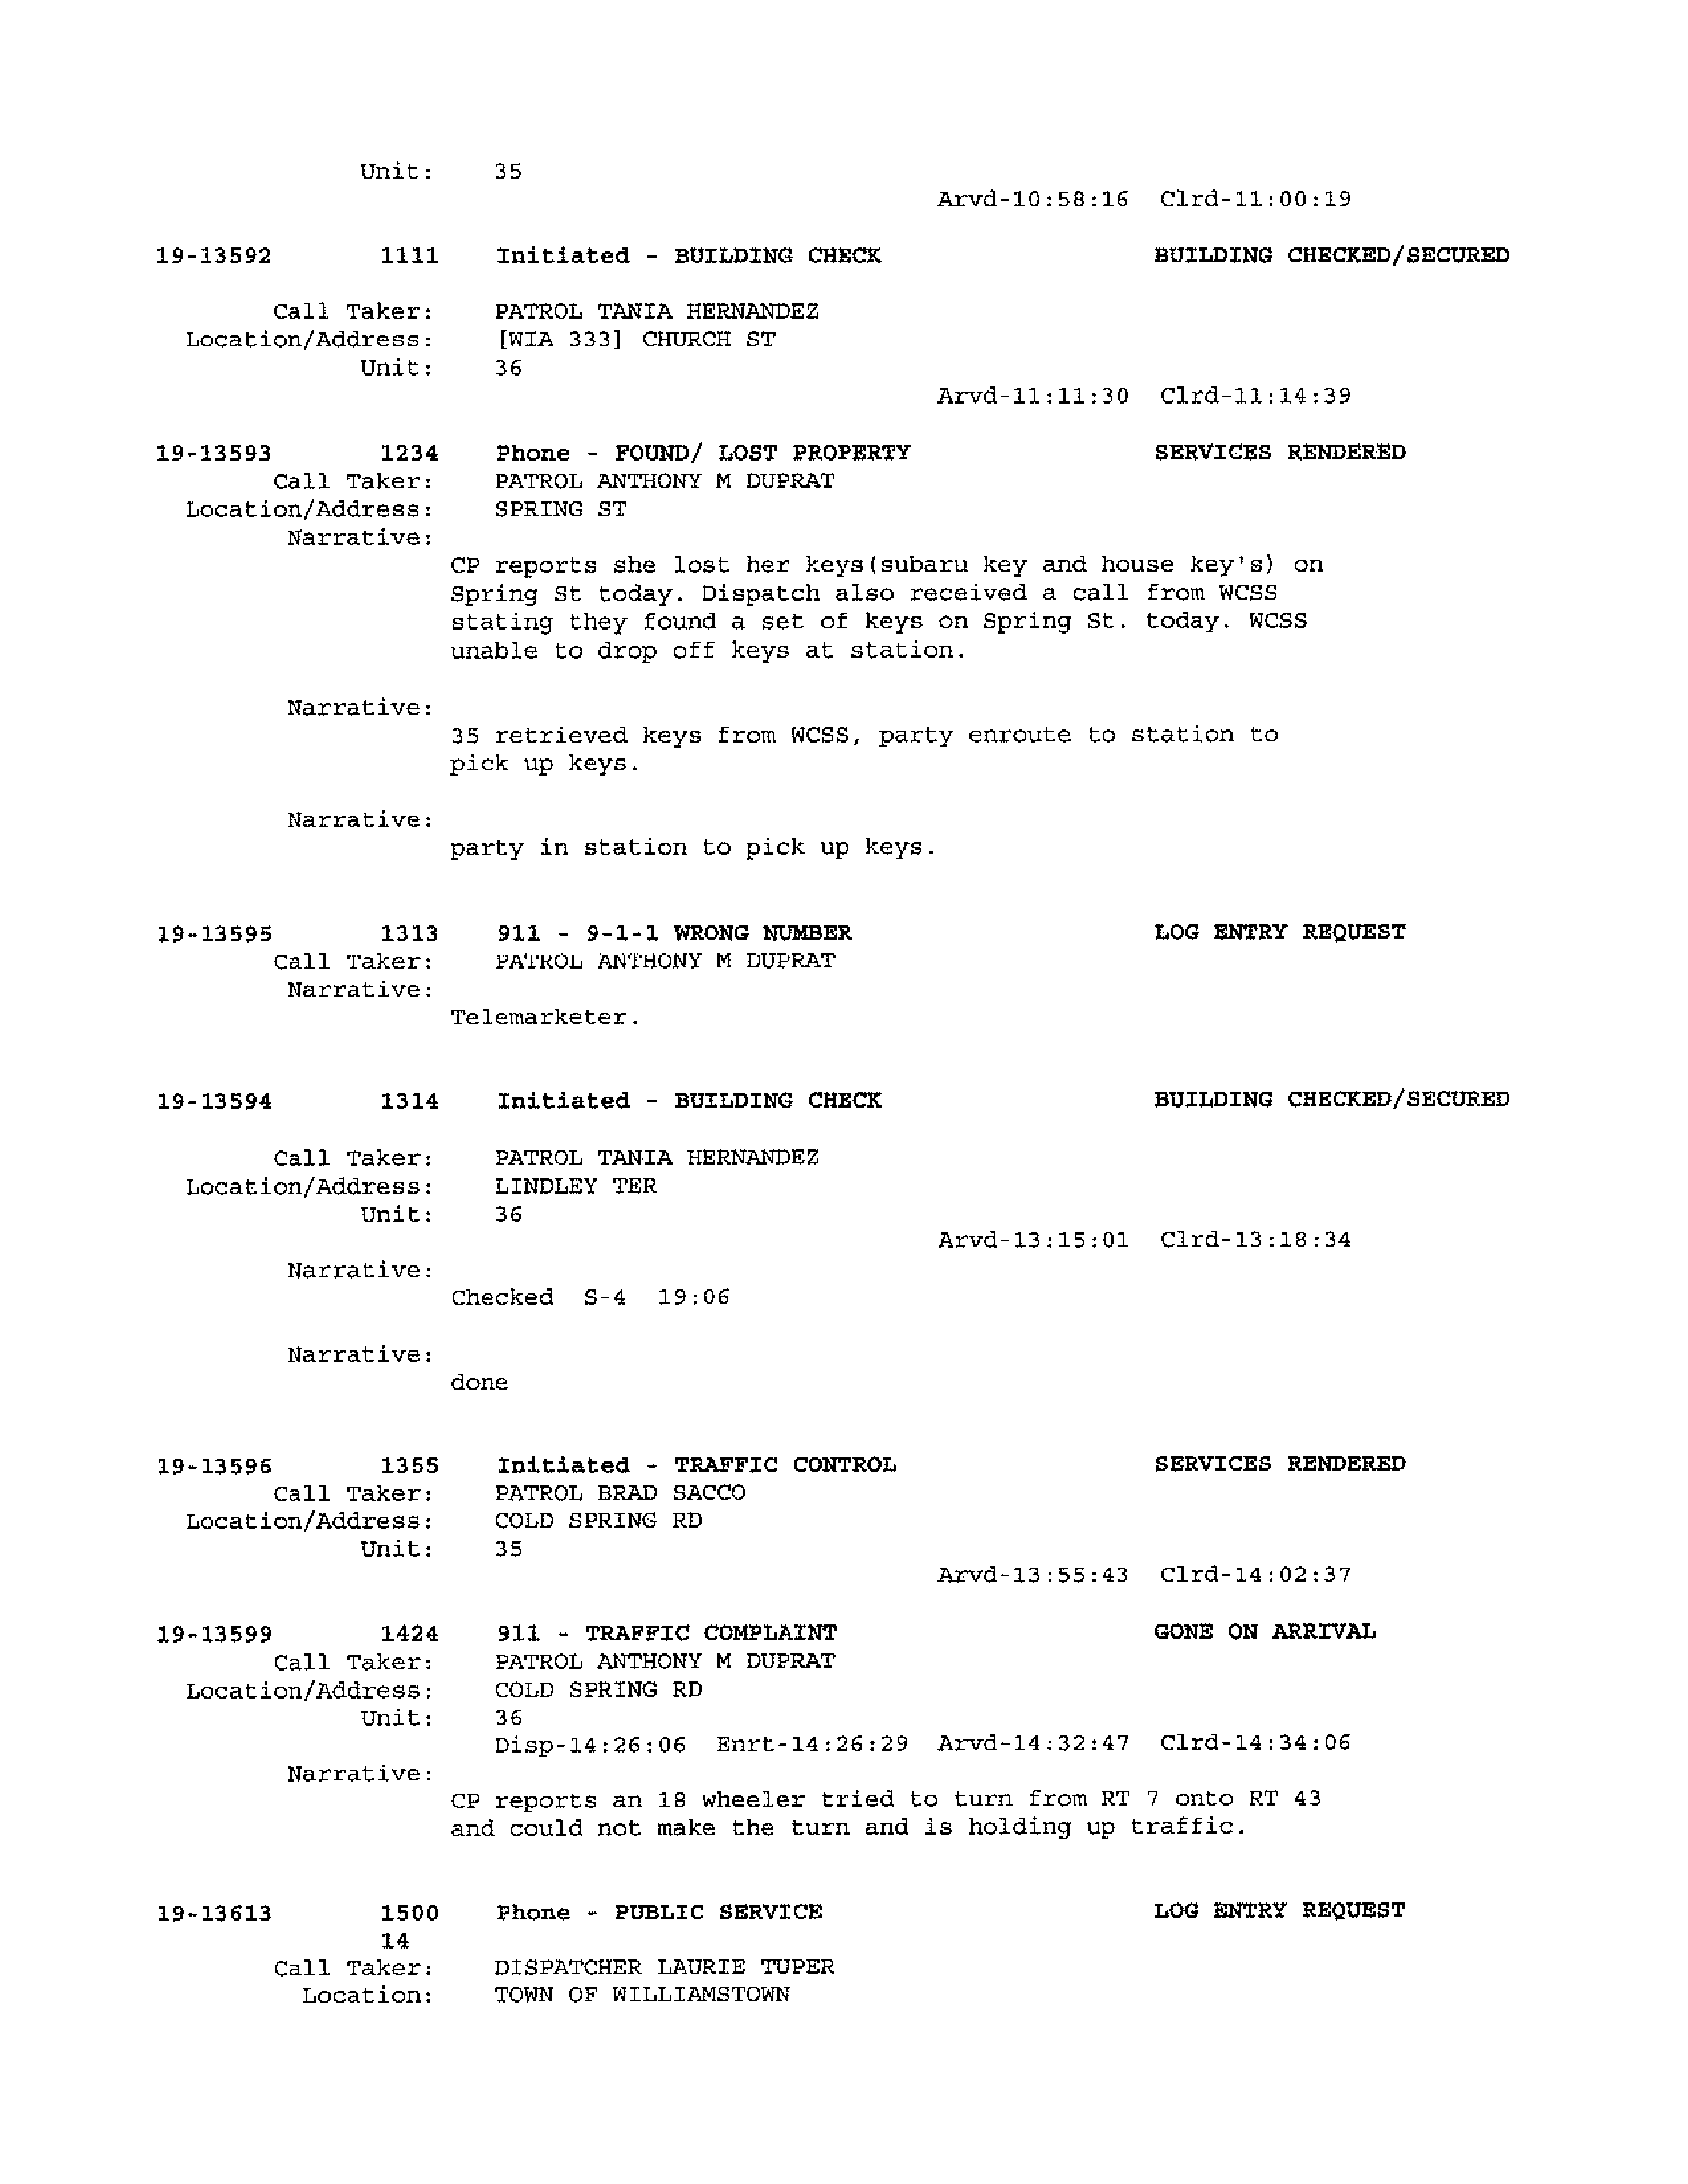 Unit: 35
Arvd-10:58:16 Clrd-11:00:19
19-13592 1111 Initiated - BUILDING CHECK BUILDING CHECKED/SECURED
Call Taker: PATROL TANIA HERNANDEZ
Location/Address: [WIA 333] CHURCH ST
Unit: 36
Arvd-11:11:30 Clrd-11:14:39
19-13593 1234 Phone - FOUND/ LOST PROPERTY SERVICES RENDERED
Call Taker: PATROL ANTHONY M DUPRAT
Location/Address: SPRING ST
Narrative:
CP reports she lost her keys(subaru key and house key's) on
Spring St today. Dispatch also received a call from WCSS
stating they found a set of keys on Spring St. today. WCSS
unable to drop off keys at station.
Narrative:
35 retrieved keys from WCSS, party enroute to station to
pick up keys.
Narrative:
party in station to pick up keys.
19-13595 1313 911 - 9-1-1 WRONG NUMBER LOG ENTRY REQUEST
Call Taker: PATROL ANTHONY M DUPRAT
Narrative:
Telemarketer.
19-13594 1314 Initiated - BUILDING CHECK BUILDING CHECKED/SECURED
Call Taker: PATROL TANIA HERNANDEZ
Location/Address: LINDLEY TER
Unit: 36
Arvd-13:15:01 Clrd-13:18:34
Narrative:
Checked S-4 19:06
Narrative:
done
19-13596 1355 Initiated - TRAFFIC CONTROL SERVICES RENDERED
Call Taker: PATROL BRAD SACCO
Location/Address: COLD SPRING RD
Unit: 35
Arvd-13:55:43 Clrd-14:02:37
19-13599 1424 911 - TRAFFIC COMPLAINT GONE ON ARRIVAL
Call Taker: PATROL ANTHONY M DUPRAT
Location/Address: COLD SPRING RD
Unit: 36
Disp-14:26:06 Enrt-14:26:29 Arvd-14:32:47 Clrd-14:34:06
Narrative:
CP reports an 18 wheeler tried to turn from RT 7 onto RT 43
and could not make the turn and is holding up traffic.
19-13613 1500 Phone - PUBLIC SERVICE LOG ENTRY REQUEST
14
Call Taker: DISPATCHER LAURIE TUPER
Location: TOWN OF WILLIAMSTOWN